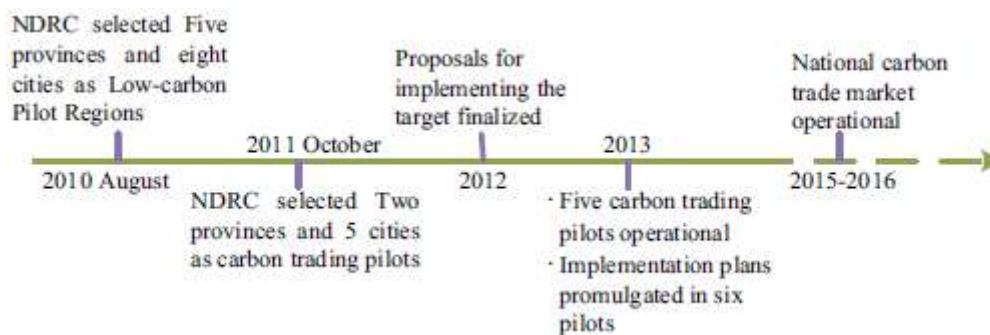 NDRC selected Five
provinces and eight
cities as Low-carbon
Pilot Regions
2010 August
2011 October
NDRC selected Two
provinces and 5 cities
as carbon trading pilots
Proposals for
implementing the
target finalized
2012
2013
· Five carbon trading
pilots operational
· Implementation plans
promulgated in six
pilots
National carbon
trade market
operational
2015-2016